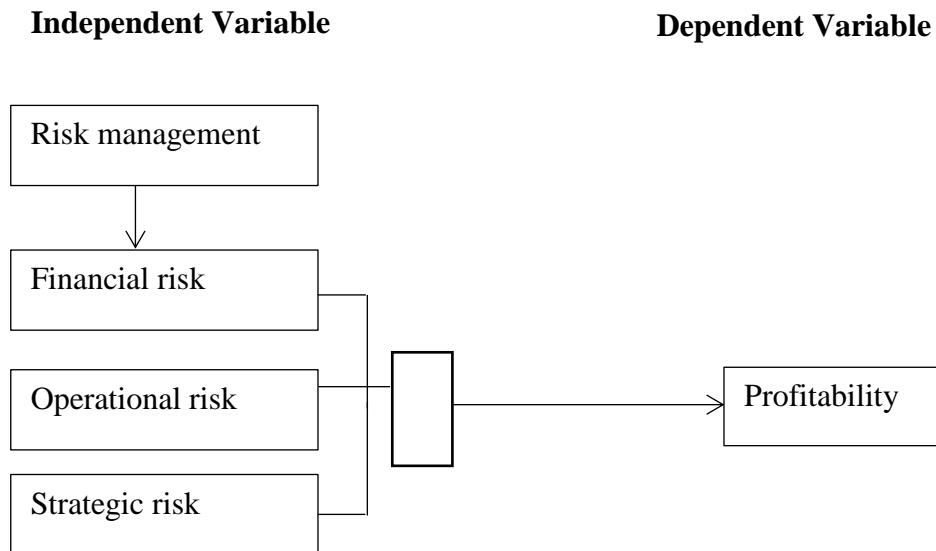 Independent Variable
Dependent Variable
Risk management
Financial risk
Operational risk
Profitability
Strategic risk